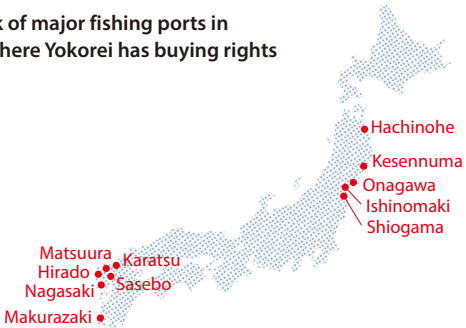 of major fishing ports in
here Yokorei has buying rights
Hachinohe
Kesennuma
Onagawa
Ishinomaki
Shiogama
Matsuura
Karatsu
Hirado
Sasebo
Nagasaki
Makurazaki